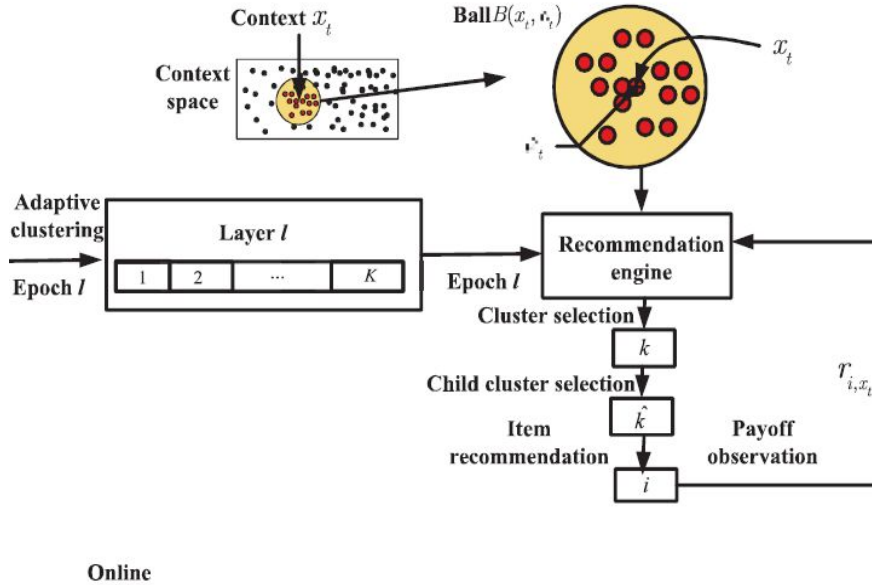 Context x_t
Context
space
Ball B(x_t,
x_t
Adaptive
clustering
Epoch l
Layer l
1 2 ... K
Epoch l
Recommendation
engine
Cluster selection
k
Child cluster selection
k̂
Item
recommendation
i
Payoff
observation
r_{i,x_t}
Online